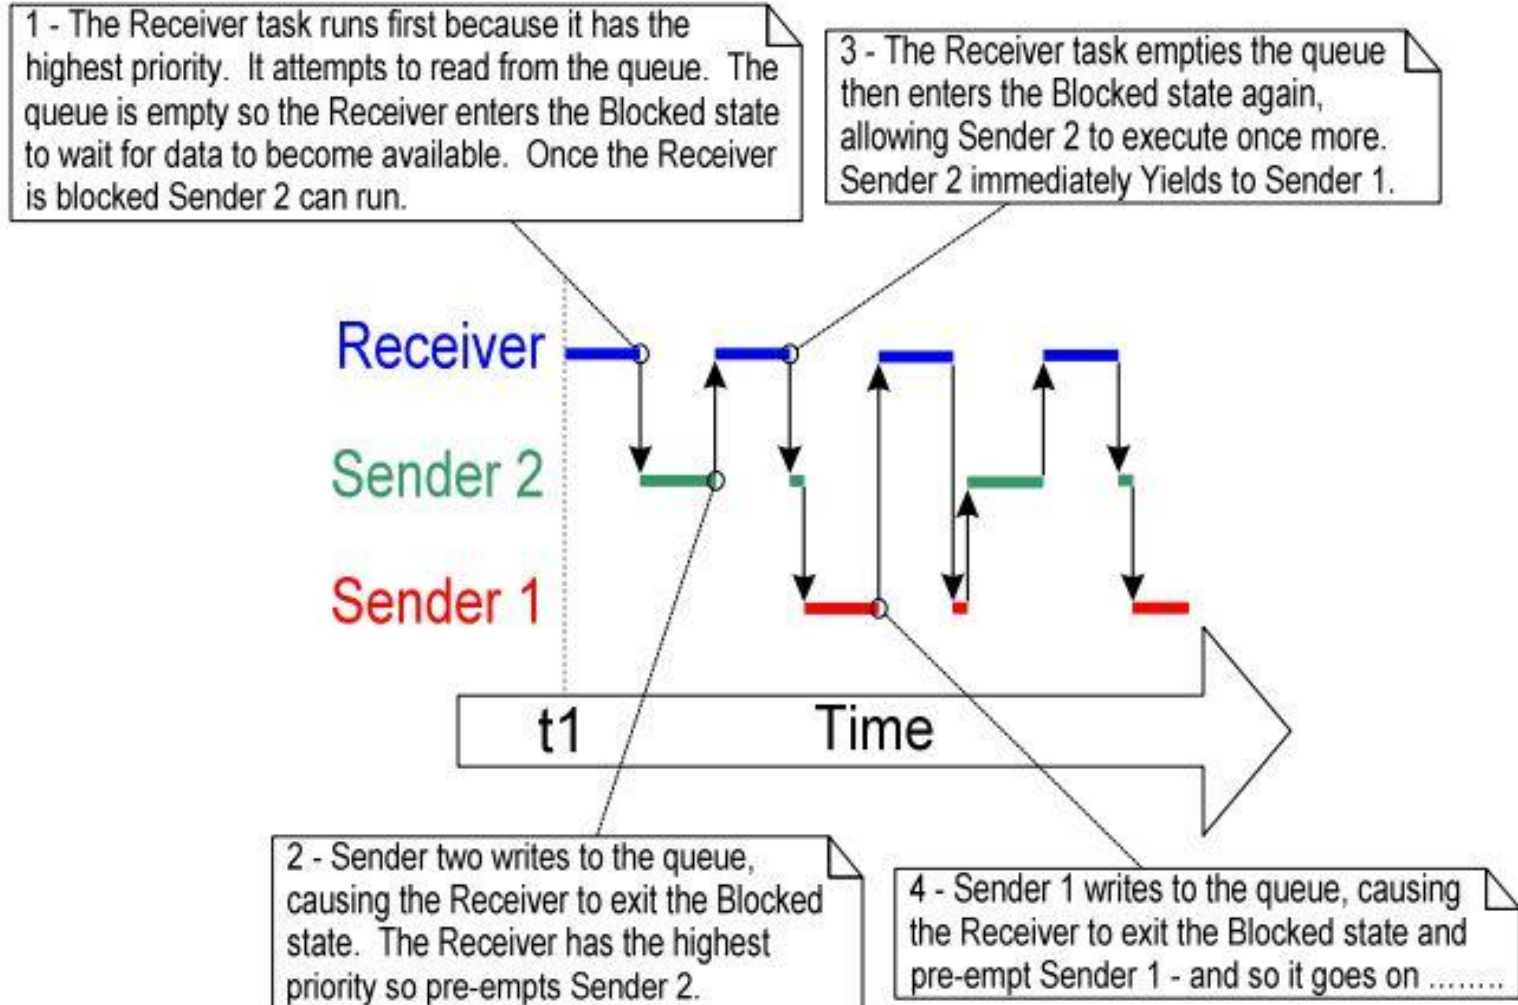 1 - The Receiver task runs first because it has the
highest priority.  It attempts to read from the queue.  The
queue is empty so the Receiver enters the Blocked state
to wait for data to become available.  Once the Receiver
is blocked Sender 2 can run.
3 - The Receiver task empties the queue
then enters the Blocked state again,
allowing Sender 2 to execute once more.
Sender 2 immediately Yields to Sender 1.
Receiver
Sender 2
Sender 1
t1
Time
2 - Sender two writes to the queue,
causing the Receiver to exit the Blocked
state.  The Receiver has the highest
priority so pre-empts Sender 2.
4 - Sender 1 writes to the queue, causing
the Receiver to exit the Blocked state and
pre-empt Sender 1 - and so it goes on ........